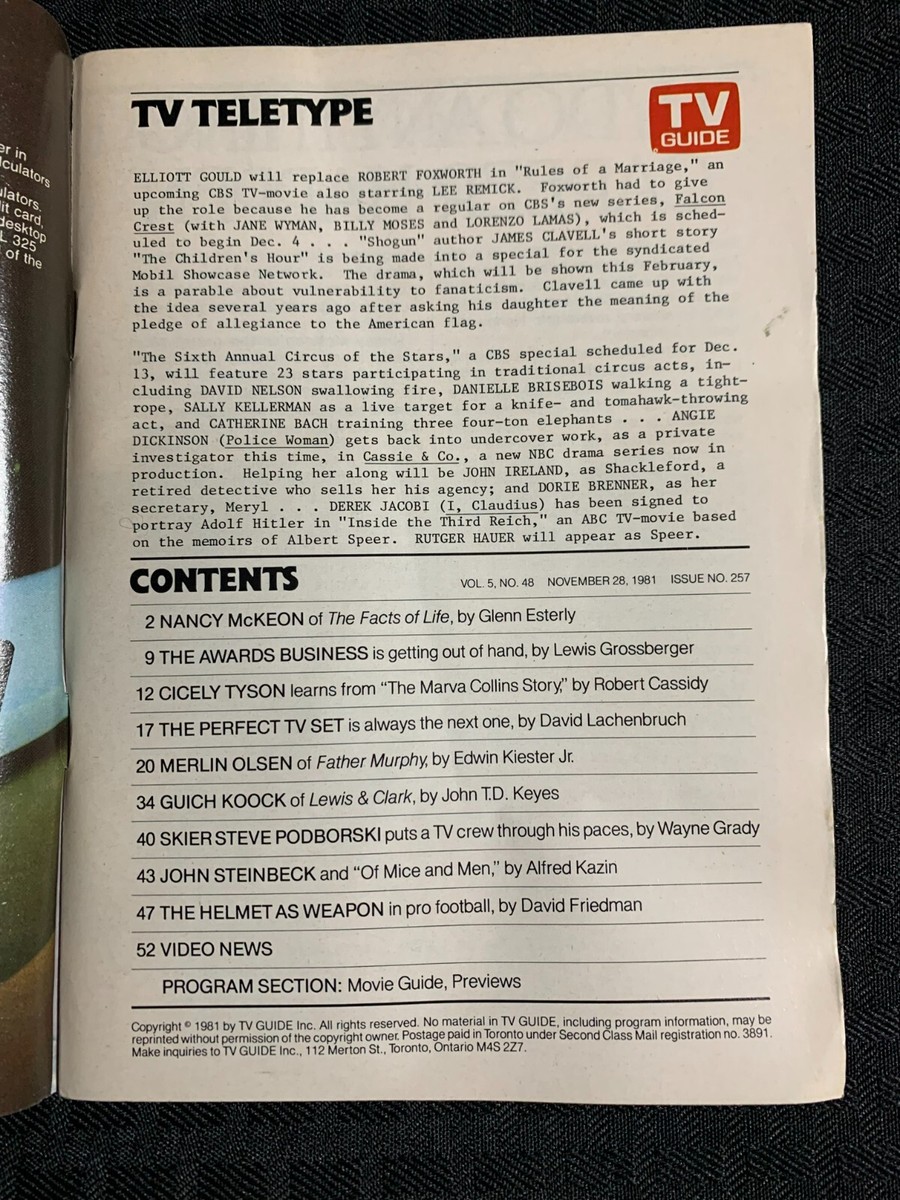 er in
lculators
ulators,
it card,
desktop
L 325
of the
TV TELETYPE
TV
GUIDE
ELLIOTT GOULD will replace ROBERT FOXWORTH in "Rules of a Marriage," an
upcoming CBS TV-movie also starring LEE REMICK. Foxworth had to give
up the role because he has become a regular on CBS's new series, Falcon
Crest (with JANE WYMAN, BILLY MOSES and LORENZO LAMAS), which is sched-
uled to begin Dec. 4 . . . "Shogun" author JAMES CLAVELL's short story
"The Children's Hour" is being made into a special for the syndicated
Mobil Showcase Network. The drama, which will be shown this February,
is a parable about vulnerability to fanaticism. Clavell came up with
the idea several years ago after asking his daughter the meaning of the
pledge of allegiance to the American flag.
"The Sixth Annual Circus of the Stars," a CBS special scheduled for Dec.
13, will feature 23 stars participating in traditional circus acts, in-
cluding DAVID NELSON swallowing fire, DANIELLE BRISEBOIS walking a tight-
rope, SALLY KELLERMAN as a live target for a knife- and tomahawk-throwing
act, and CATHERINE BACH training three four-ton elephants . . . ANGIE
DICKINSON (Police Woman) gets back into undercover work, as a private
investigator this time, in Cassie & Co., a new NBC drama series now in
production. Helping her along will be JOHN IRELAND, as Shackleford, a
retired detective who sells her his agency; and DORIE BRENNER, as her
secretary, Meryl . . . DEREK JACOBI (I, Claudius) has been signed to
portray Adolf Hitler in "Inside the Third Reich," an ABC TV-movie based
on the memoirs of Albert Speer. RUTGER HAUER will appear as Speer.
CONTENTS VOL. 5, NO. 48 NOVEMBER 28, 1981 ISSUE NO. 257
2 NANCY McKEON of The Facts of Life, by Glenn Esterly
9 THE AWARDS BUSINESS is getting out of hand, by Lewis Grossberger
12 CICELY TYSON learns from “The Marva Collins Story,” by Robert Cassidy
17 THE PERFECT TV SET is always the next one, by David Lachenbruch
20 MERLIN OLSEN of Father Murphy, by Edwin Kiester Jr.
34 GUICH KOOCK of Lewis & Clark, by John T.D. Keyes
40 SKIER STEVE PODBORSKI puts a TV crew through his paces, by Wayne Grady
43 JOHN STEINBECK and “Of Mice and Men,” by Alfred Kazin
47 THE HELMET AS WEAPON in pro football, by David Friedman
52 VIDEO NEWS
PROGRAM SECTION: Movie Guide, Previews
Copyright © 1981 by TV GUIDE Inc. All rights reserved. No material in TV GUIDE, including program information, may be
reprinted without permission of the copyright owner. Postage paid in Toronto under Second Class Mail registration no. 3891.
Make inquiries to TV GUIDE Inc., 112 Merton St., Toronto, Ontario M4S 2Z7.